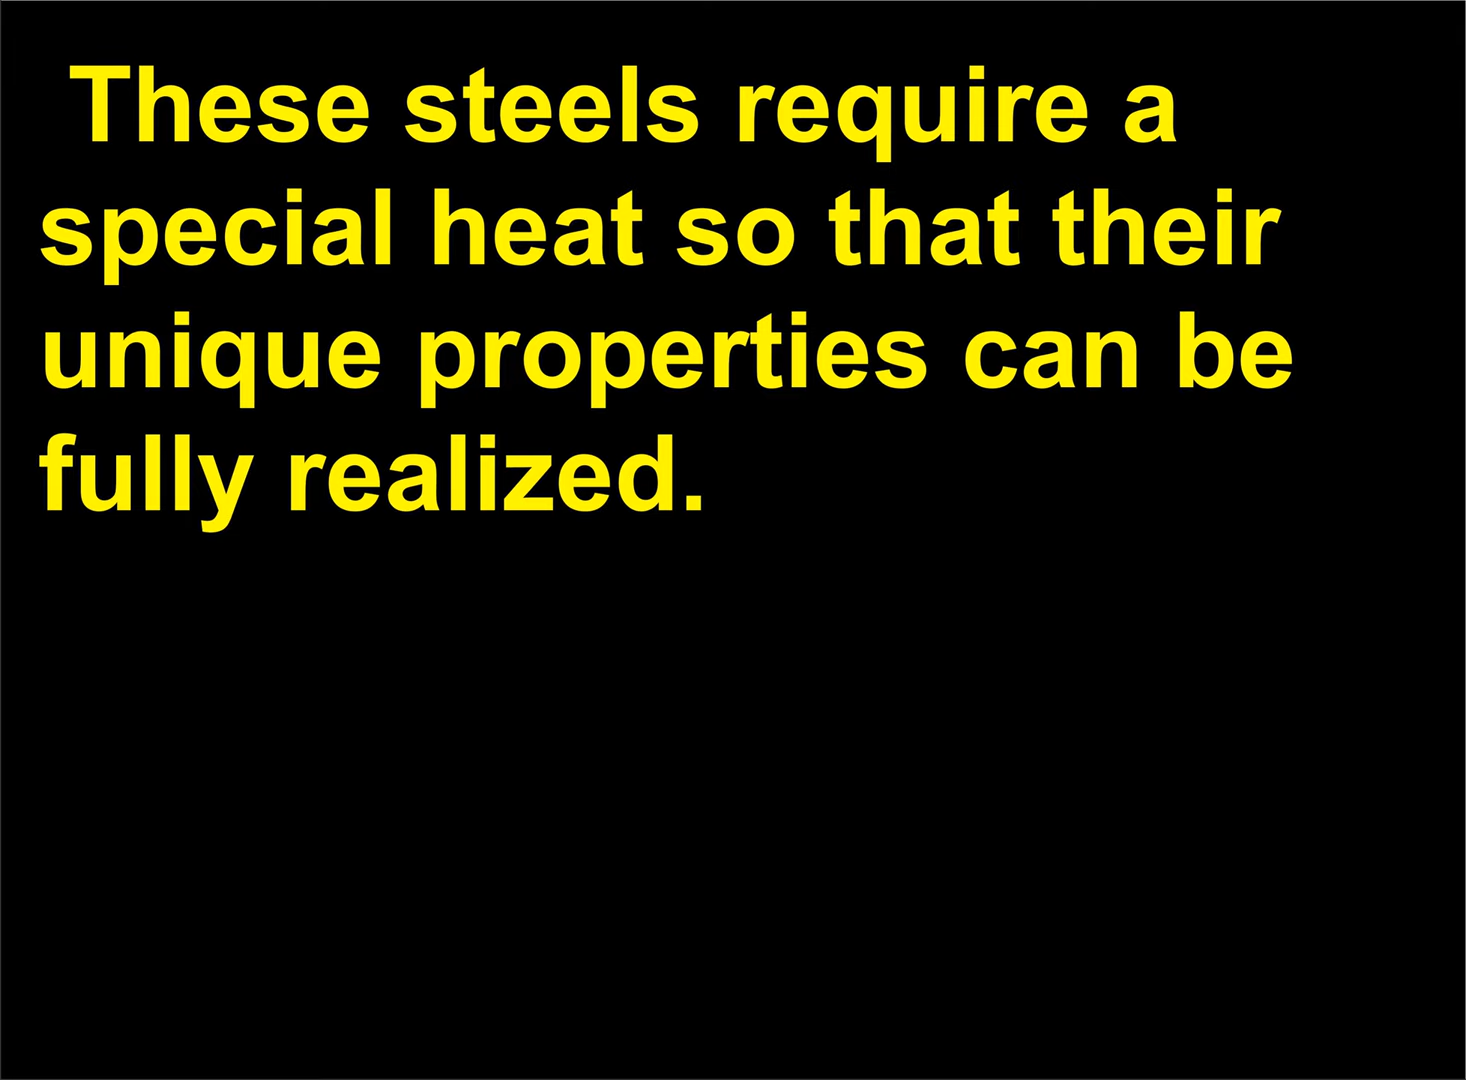 These steels require a
special heat so that their
unique properties can be
fully realized.